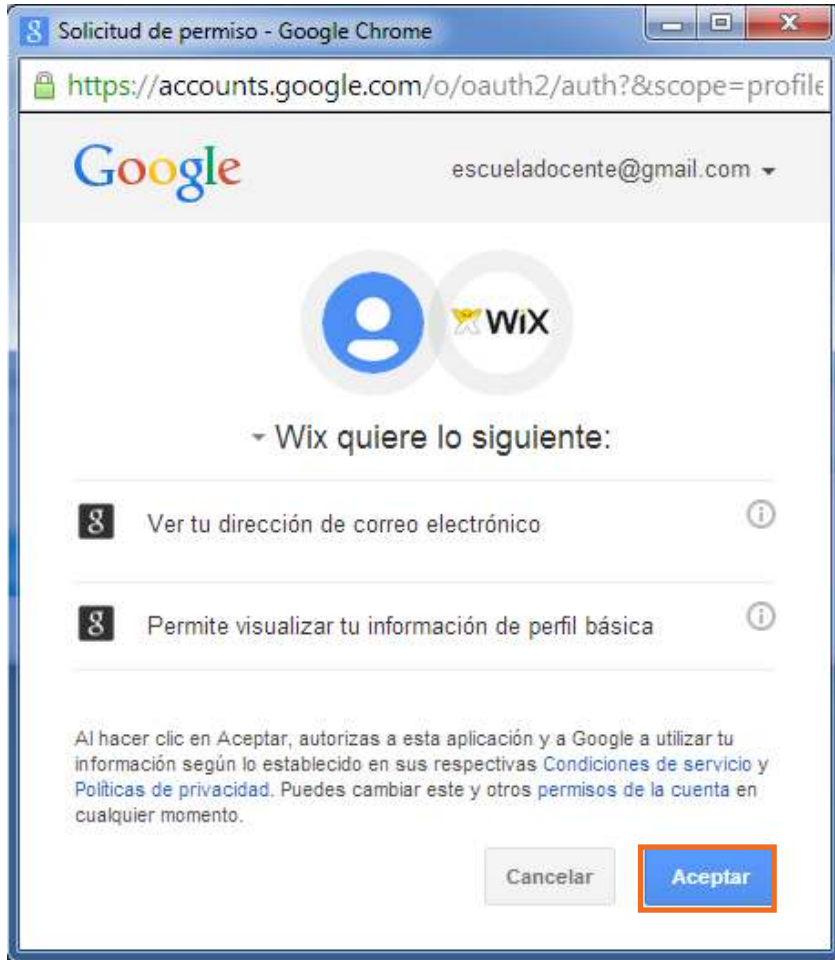 Solicitud de permiso - Google Chrome
https://accounts.google.com/o/oauth2/auth?&scope=profile
Google
escueladocente@gmail.com
WiX
Wix quiere lo siguiente:
Ver tu dirección de correo electrónico
Permite visualizar tu información de perfil básica
Al hacer clic en Aceptar, autorizas a esta aplicación y a Google a utilizar tu
información según lo establecido en sus respectivas Condiciones de servicio y
Políticas de privacidad. Puedes cambiar este y otros permisos de la cuenta en
cualquier momento.
Cancelar
Aceptar